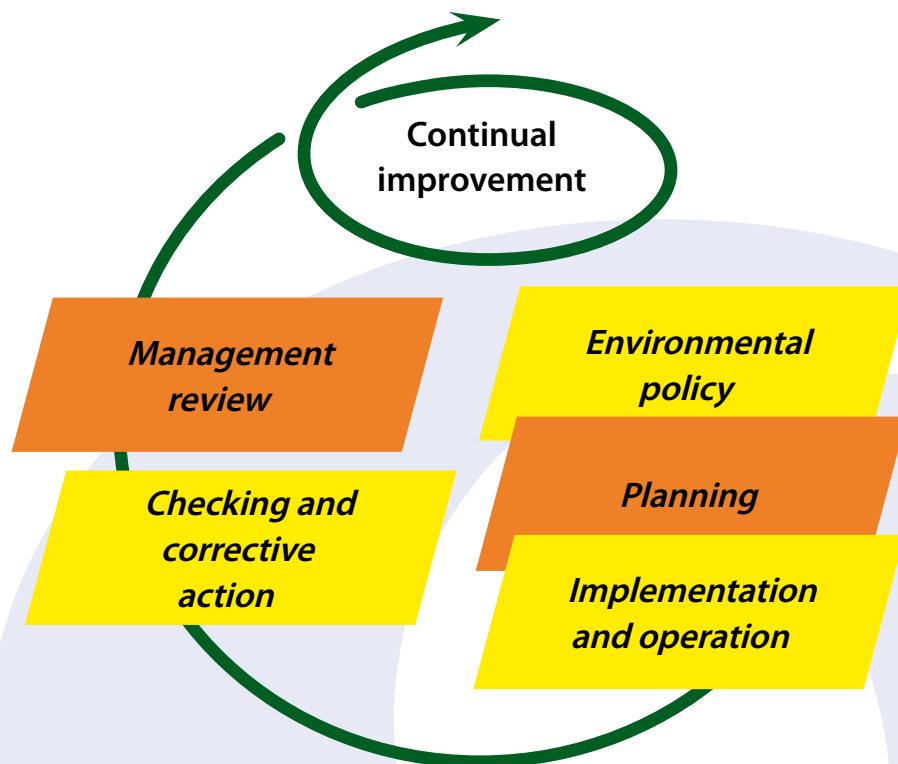 Continual
improvement
Management
review
Environmental
policy
Checking and
corrective
action
Planning
Implementation
and operation